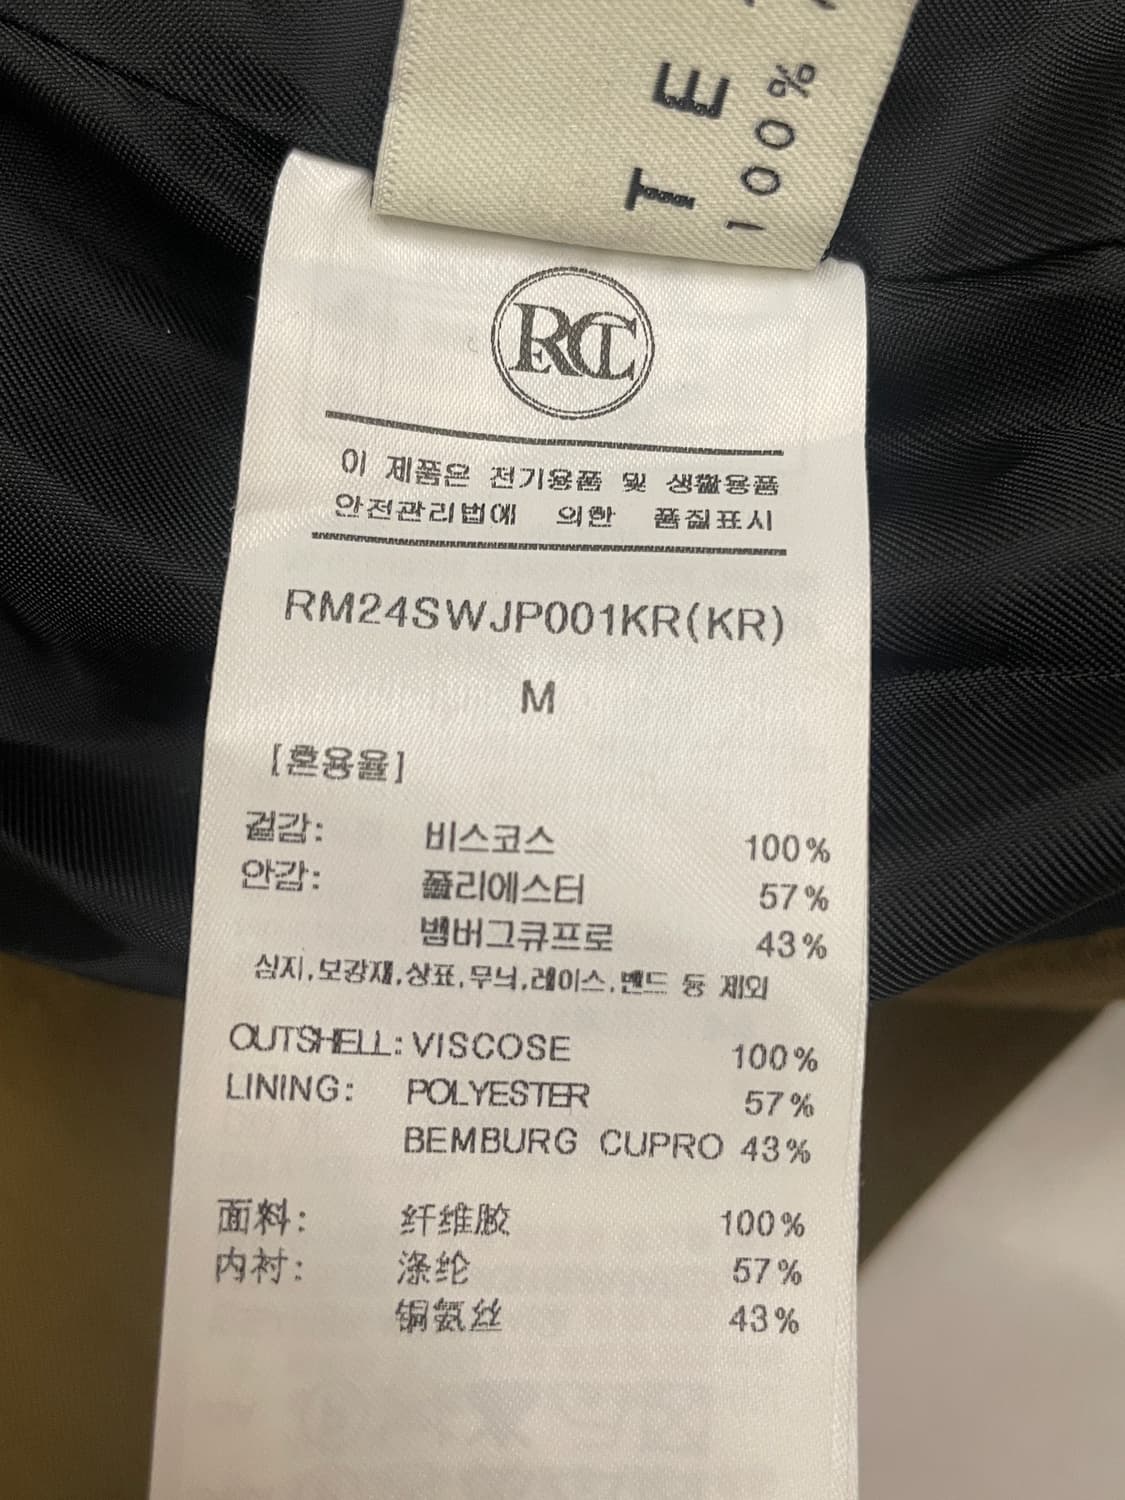 TE
100%
RECT
이 제품은 전기용품 및 생활용품
안전관리법에 의한 품질표시
RM24SWJP001KR(KR)
M
[혼용율]
겉감: 비스코스 100%
안감: 폴리에스터 57%
뱀버그큐프로 43%
심지,보강재,상표,무늬,레이스,밴드 등 제외
OUTSHELL: VISCOSE 100%
LINING: POLYESTER 57%
BEMBURG CUPRO 43%
面料: 纤维胶 100%
内衬: 涤纶 57%
铜氨丝 43%